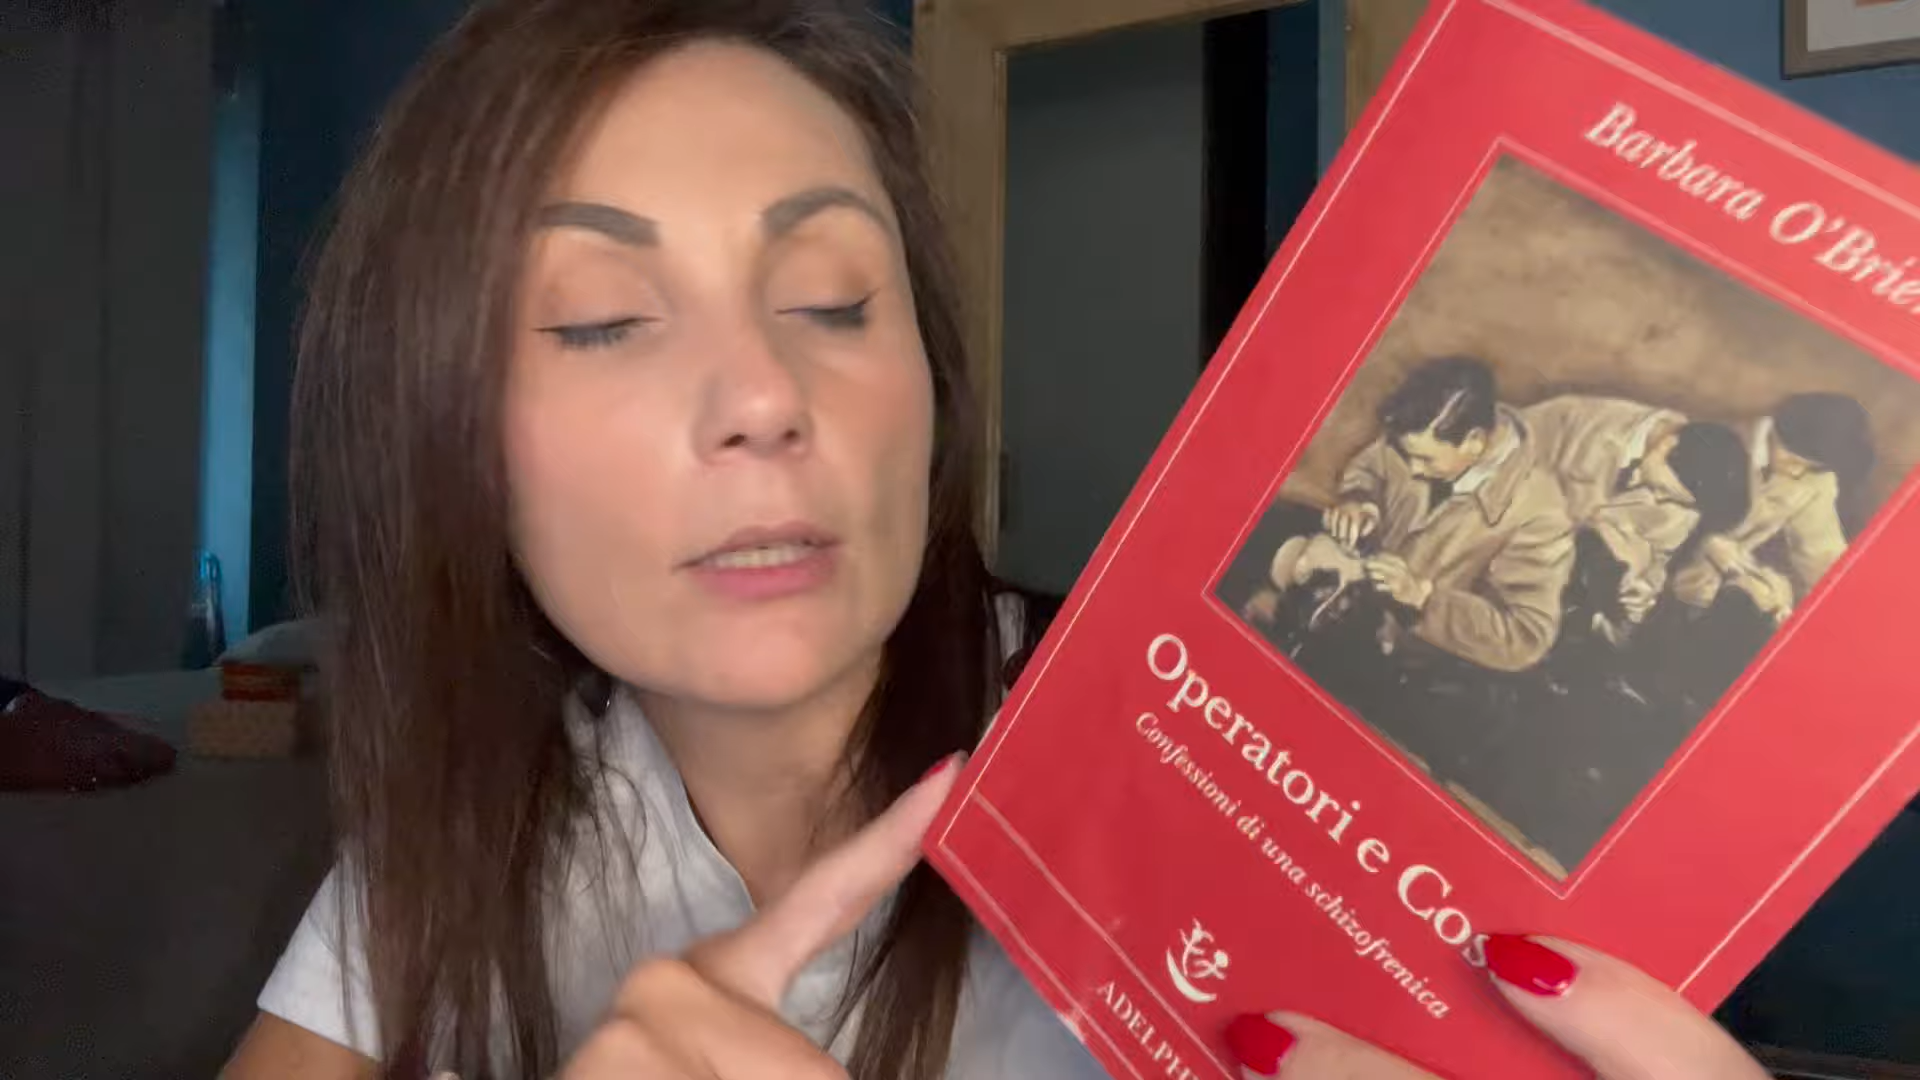 Barbara O'Brie
Operatori e Cos
Confessioni di una schizofrenica
ADELPH